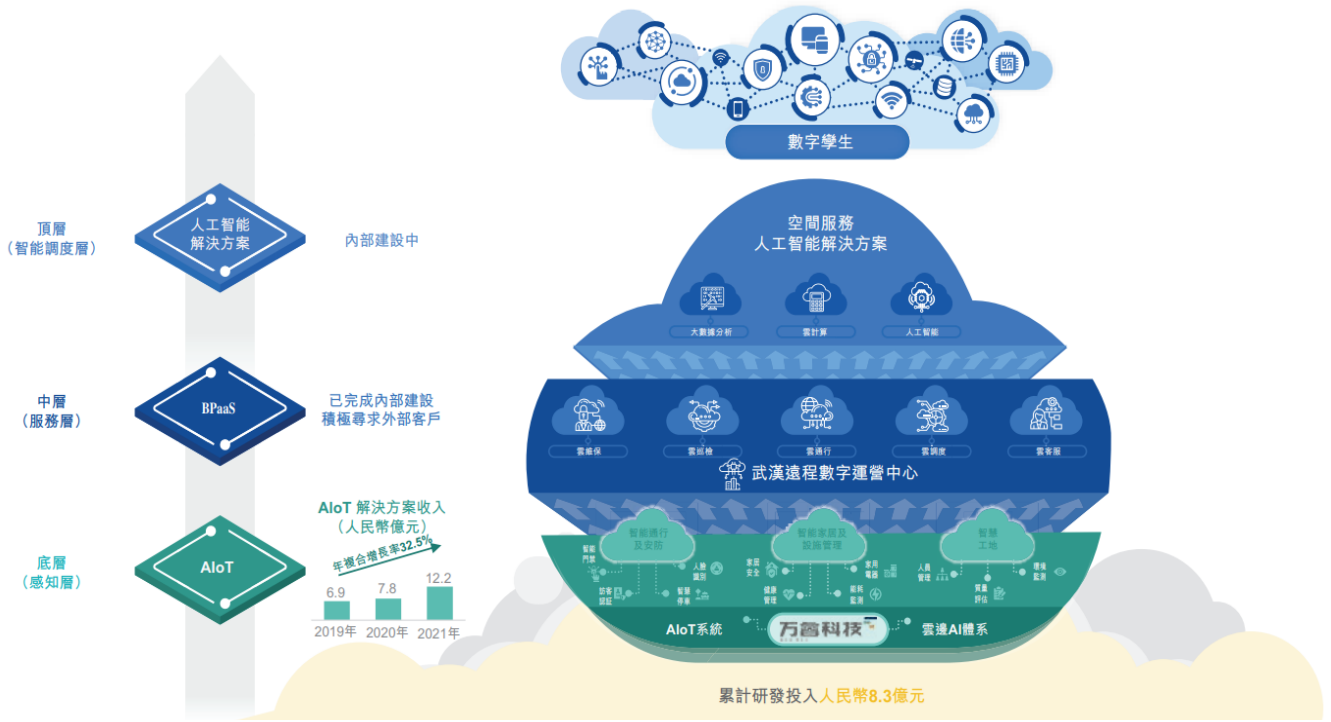 數字孿生
頂層
（智能調度層）
人工智能
解決方案
內部建設中
空間服務
人工智能解決方案
大數據分析
雲計算
人工智能
中層
（服務層）
BPaaS
已完成內部建設
積極尋求外部客戶
雲維保
雲巡檢
雲通行
雲調度
雲客服
武漢遠程數字運營中心
底層
（感知層）
AIoT
AIoT 解決方案收入
（人民幣億元）
年複合增長率32.5%
6.9
7.8
12.2
2019年
2020年
2021年
智能通行
及安防
智能
門禁
人臉
識別
訪客
認証
智慧
停車
智能家居及
設施管理
家居
安全
家用
電器
健康
管理
能耗
監測
智慧
工地
人員
管理
環境
監測
質量
評估
AIoT系統
万睿科技
雲邊AI體系
累計研發投入人民幣8.3億元